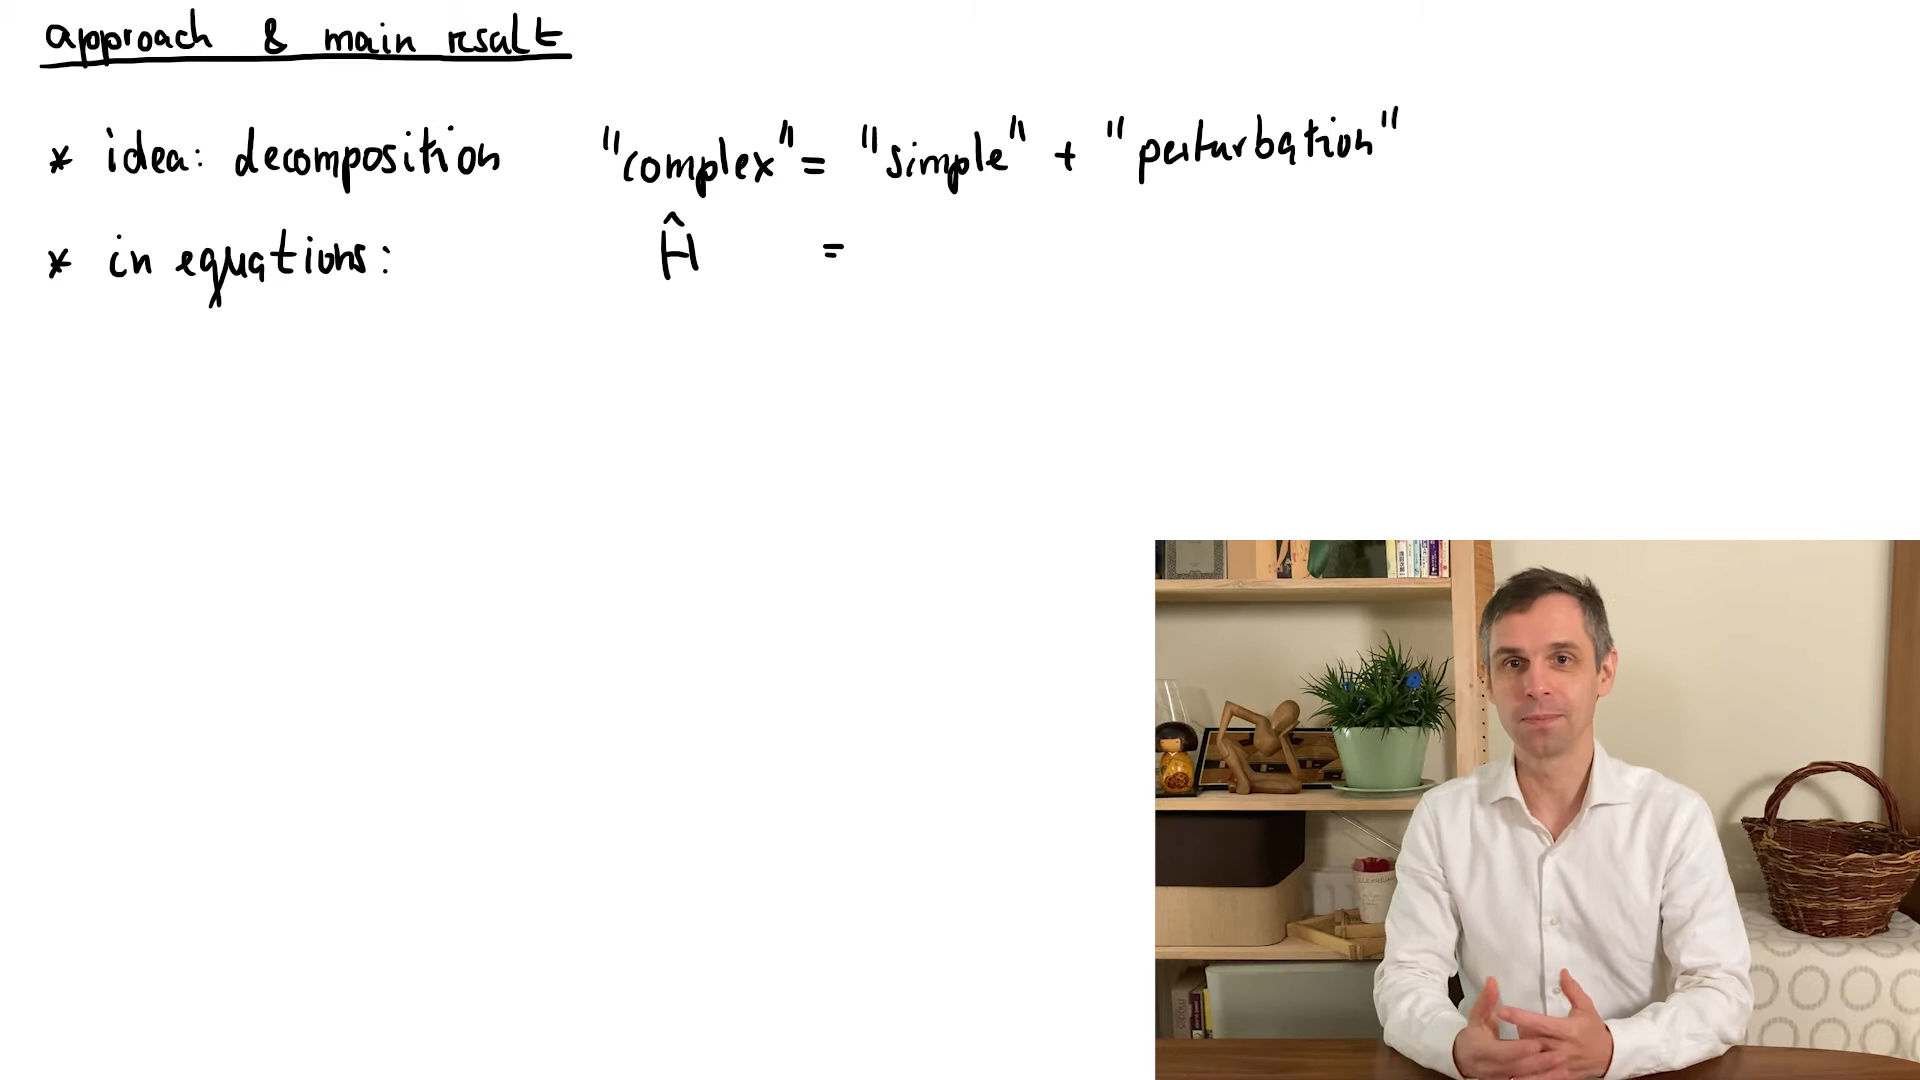 approach & main result
* idea: decomposition "complex" = "simple" + "perturbation"
* in equations: Ĥ =